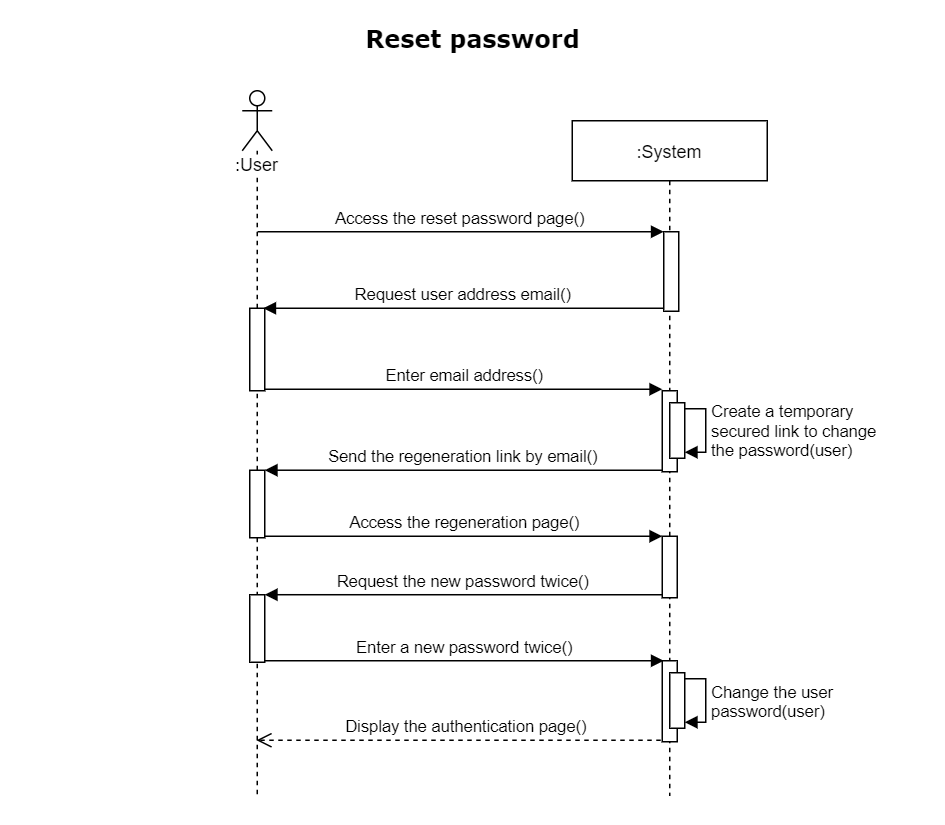 Reset password
:User
:System
Access the reset password page()
Request user address email()
Enter email address()
Create a temporary
secured link to change
the password(user)
Send the regeneration link by email()
Access the regeneration page()
Request the new password twice()
Enter a new password twice()
Change the user
password(user)
Display the authentication page()